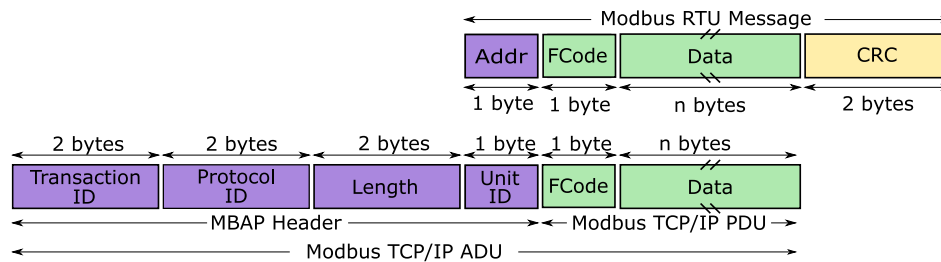 Modbus RTU Message
Addr FCode Data CRC
1 byte 1 byte n bytes 2 bytes
2 bytes 2 bytes 2 bytes 1 byte 1 byte n bytes
Transaction ID Protocol ID Length Unit ID FCode Data
MBAP Header Modbus TCP/IP PDU
Modbus TCP/IP ADU